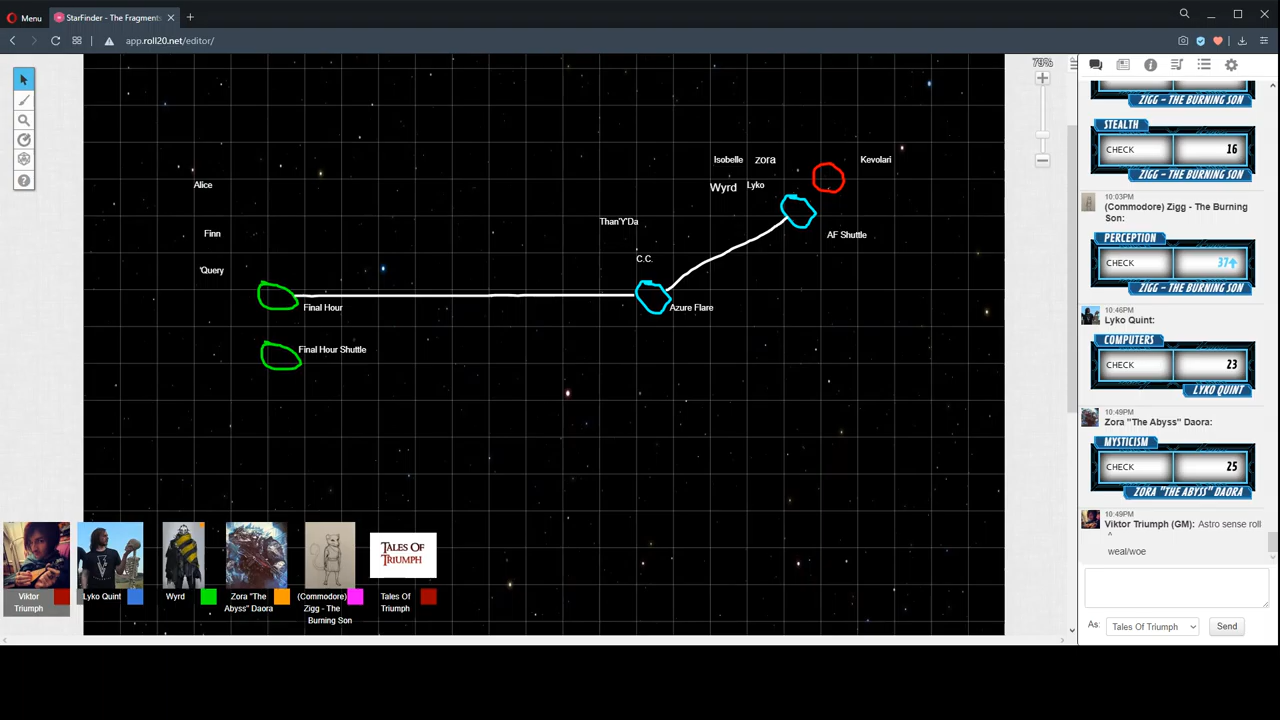 Menu
StarFinder - The Fragments
app.roll20.net/editor/
79%
Isobelle
zora
Kevolari
Alice
Wyrd
Lyko
Than'Y'Da
Finn
AF Shuttle
C.C.
'Query
Final Hour
Azure Flare
Final Hour Shuttle
TALES OF
TRIUMPH
Viktor
Triumph
Lyko Quint
Wyrd
Zora "The
Abyss" Daora
(Commodore)
Zigg - The
Burning Son
Tales Of
Triumph
ZIGG - THE BURNING SON
STEALTH
CHECK 16
ZIGG - THE BURNING SON
10:03PM
(Commodore) Zigg - The Burning
Son:
PERCEPTION
CHECK 37
ZIGG - THE BURNING SON
10:46PM
Lyko Quint:
COMPUTERS
CHECK 23
LYKO QUINT
10:49PM
Zora "The Abyss" Daora:
MYSTICISM
CHECK 25
ZORA "THE ABYSS" DAORA
10:49PM
Viktor Triumph (GM): Astro sense roll
^
weal/woe
As: Tales Of Triumph Send